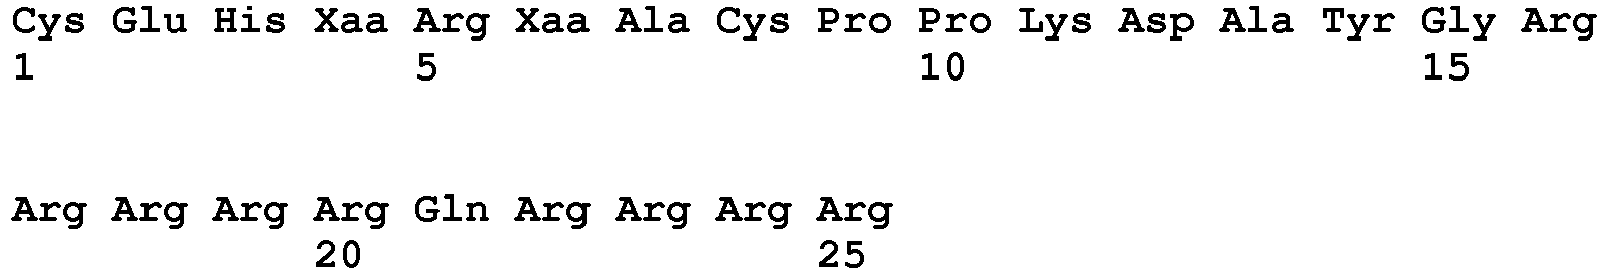 Cys Glu His Xaa Arg Xaa Ala Cys Pro Pro Lys Asp Ala Tyr Gly Arg
1 5 10 15
Arg Arg Arg Arg Gln Arg Arg Arg Arg
20 25